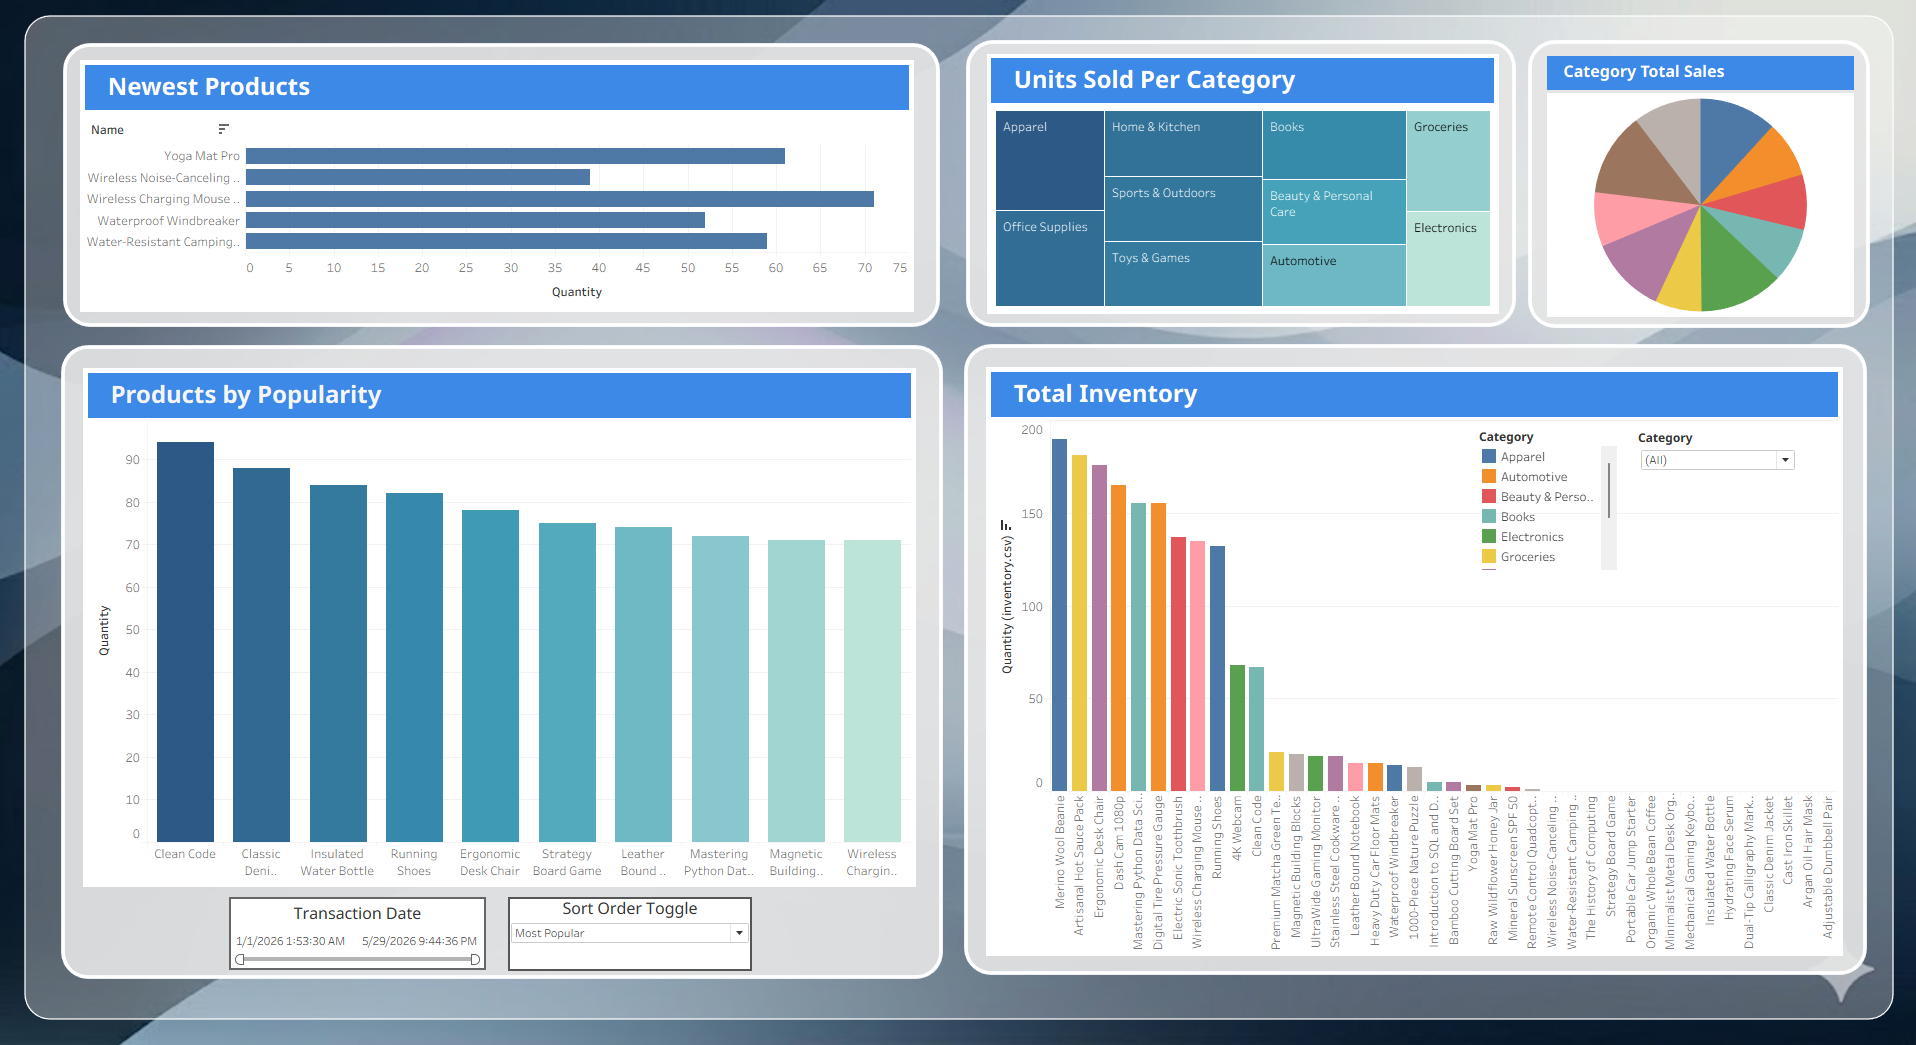 Newest Products
Name
Yoga Mat Pro
Wireless Noise-Canceling ..
Wireless Charging Mouse ..
Waterproof Windbreaker
Water-Resistant Camping..
0 5 10 15 20 25 30 35 40 45 50 55 60 65 70 75
Quantity
Units Sold Per Category
Apparel
Office Supplies
Home & Kitchen
Sports & Outdoors
Toys & Games
Books
Beauty & Personal
Care
Automotive
Groceries
Electronics
Category Total Sales
Products by Popularity
Quantity
90
80
70
60
50
40
30
20
10
0
Clean Code
Classic
Deni..
Insulated
Water Bottle
Running
Shoes
Ergonomic
Desk Chair
Strategy
Board Game
Leather
Bound ..
Mastering
Python Dat..
Magnetic
Building..
Wireless
Chargin..
Transaction Date
1/1/2026 1:53:30 AM 5/29/2026 9:44:36 PM
Sort Order Toggle
Most Popular
Total Inventory
Quantity (inventory.csv)
200
150
100
50
0
Category
Apparel
Automotive
Beauty & Perso..
Books
Electronics
Groceries
Category
(All)
Merino Wool Beanie
Artisanal Hot Sauce Pack
Ergonomic Desk Chair
Dash Cam 1080p
Mastering Python Data Sci..
Digital Tire Pressure Gauge
Electric Sonic Toothbrush
Wireless Charging Mouse ..
Running Shoes
4K Webcam
Clean Code
Premium Matcha Green Te..
Magnetic Building Blocks
UltraWide Gaming Monitor
Stainless Steel Cookware ..
Leather Bound Notebook
Heavy Duty Car Floor Mats
Waterproof Windbreaker
1000-Piece Nature Puzzle
Introduction to SQL and D..
Bamboo Cutting Board Set
Yoga Mat Pro
Raw Wildflower Honey Jar
Mineral Sunscreen SPF 50
Remote Control Quadcopt..
Wireless Noise-Canceling ..
Water-Resistant Camping ..
The History of Computing
Strategy Board Game
Portable Car Jump Starter
Organic Whole Bean Coffee
Minimalist Metal Desk Org..
Mechanical Gaming Keybo..
Insulated Water Bottle
Hydrating Face Serum
Dual-Tip Calligraphy Mark..
Classic Denim Jacket
Cast Iron Skillet
Argan Oil Hair Mask
Adjustable Dumbbell Pair